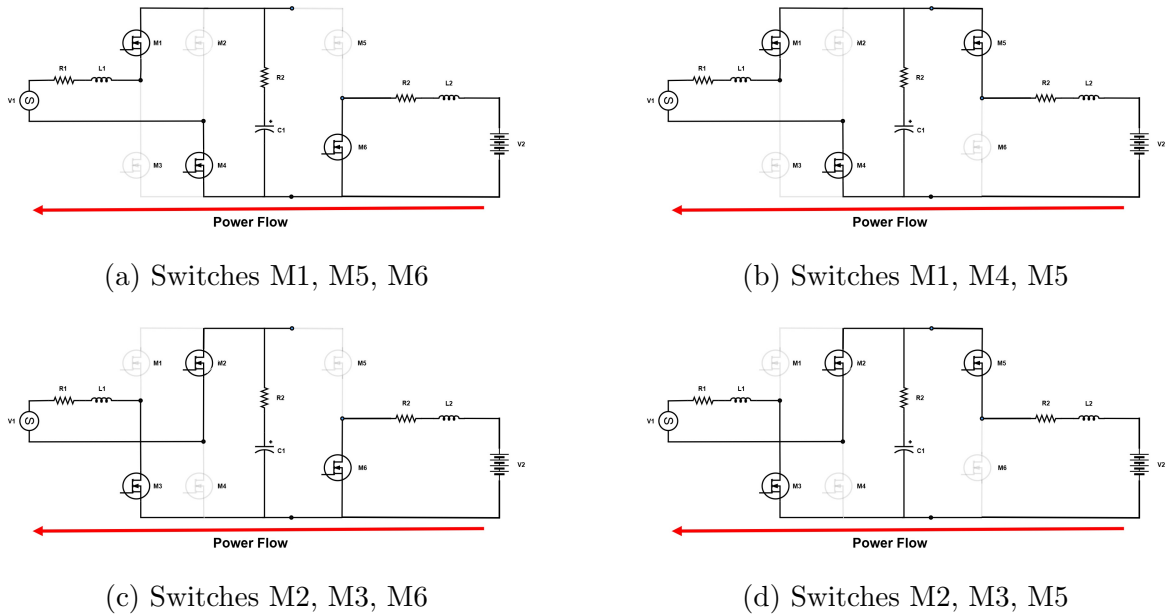 M1 M2 M5
R1 L1 R2 R2 L2
V1 C1 V2
M3 M4 M6
Power Flow
(a) Switches M1, M5, M6
M1 M2 M5
R1 L1 R2 R2 L2
V1 C1 V2
M3 M4 M6
Power Flow
(b) Switches M1, M4, M5
M1 M2 M5
R1 L1 R2 R2 L2
V1 C1 V2
M3 M4 M6
Power Flow
(c) Switches M2, M3, M6
M1 M2 M5
R1 L1 R2 R2 L2
V1 C1 V2
M3 M4 M6
Power Flow
(d) Switches M2, M3, M5